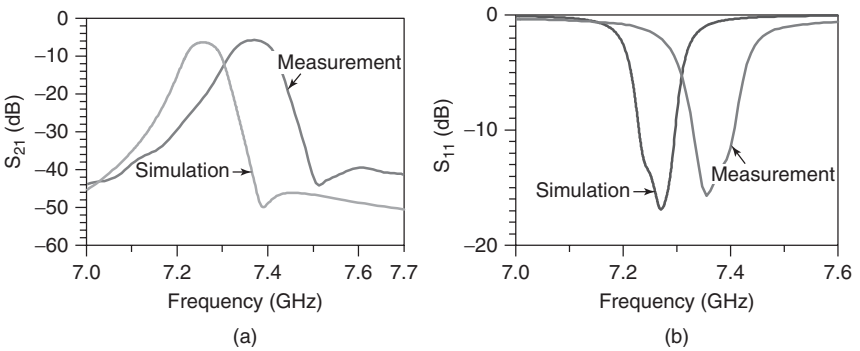 S21 (dB)
0
−10
−20
−30
−40
−50
−60
Measurement
Simulation
7.0 7.2 7.4 7.6 7.7
Frequency (GHz)
(a)
S11 (dB)
0
−10
−20
Simulation
Measurement
7.0 7.2 7.4 7.6
Frequency (GHz)
(b)